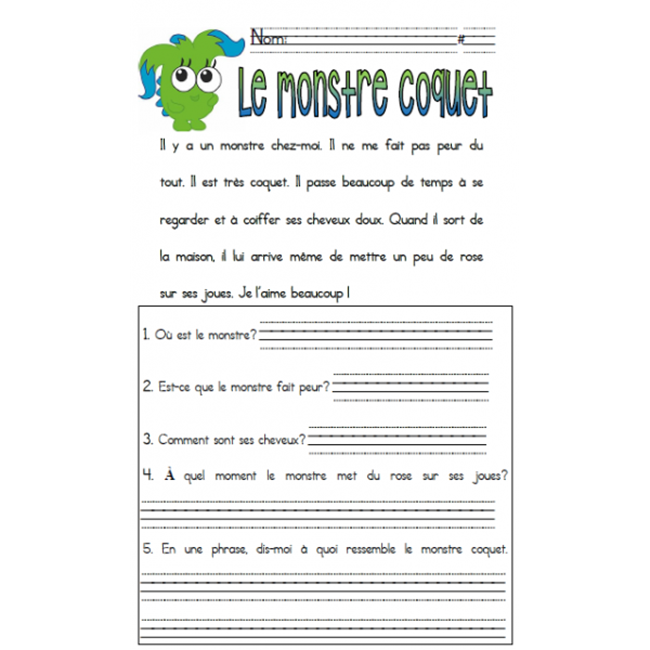 Nom: #
Le monstre coquet
Il y a un monstre chez-moi. Il ne me fait pas peur du
tout. Il est très coquet. Il passe beaucoup de temps à se
regarder et à coiffer ses cheveux doux. Quand il sort de
la maison, il lui arrive même de mettre un peu de rose
sur ses joues. Je l'aime beaucoup !
1. Où est le monstre?
2. Est-ce que le monstre fait peur?
3. Comment sont ses cheveux?
4. À quel moment le monstre met du rose sur ses joues?
5. En une phrase, dis-moi à quoi ressemble le monstre coquet.